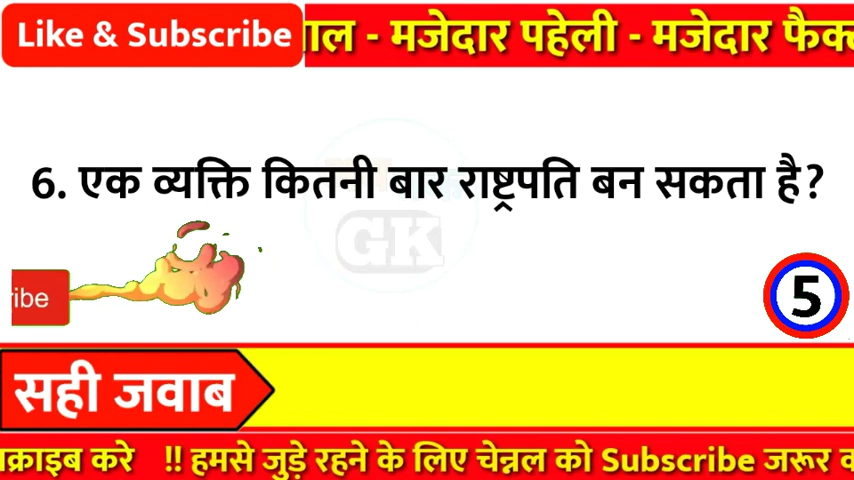 Like & Subscribe
ाल - मजेदार पहेली - मजेदार फैक्ट
6. एक व्यक्ति कितनी बार राष्ट्रपति बन सकता है?
GK
ibe
5
सही जवाब
क्राइब करे !! हमसे जुड़े रहने के लिए चेन्नल को Subscribe जरूर क